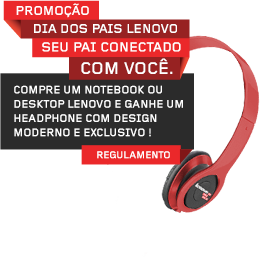 PROMOÇÃO
DIA DOS PAIS LENOVO
SEU PAI CONECTADO
COM VOCÊ.
COMPRE UM NOTEBOOK OU
DESKTOP LENOVO E GANHE UM
HEADPHONE COM DESIGN
MODERNO E EXCLUSIVO !
REGULAMENTO
lenovo